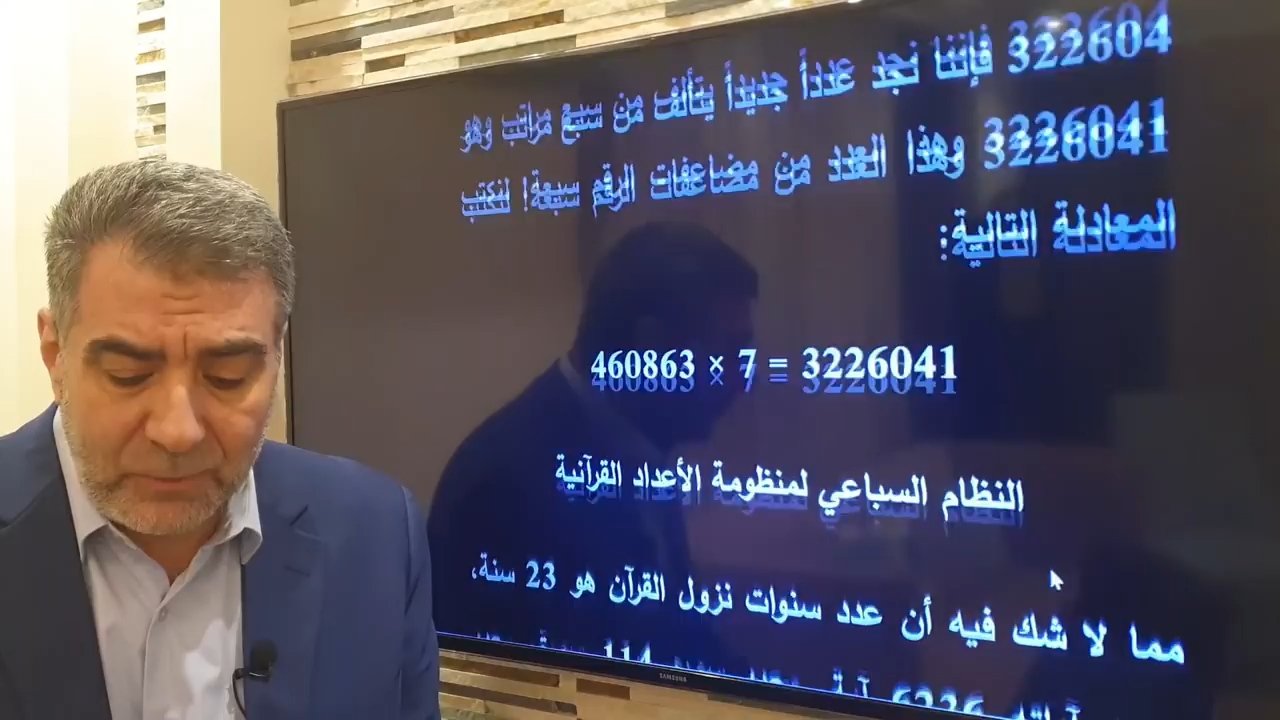 3226041 فإننا نجد عدداً جديداً يتألف من سبع مراتب وهو
3226041 وهذا العدد من مضاعفات الرقم سبعة! لنكتب
المعادلة التالية:
460863 × 7 = 3226041
النظام السباعي لمنظومة الأعداد القرآنية
مما لا شك فيه أن عدد سنوات نزول القرآن هو 23 سنة،
114
SAMSUNG